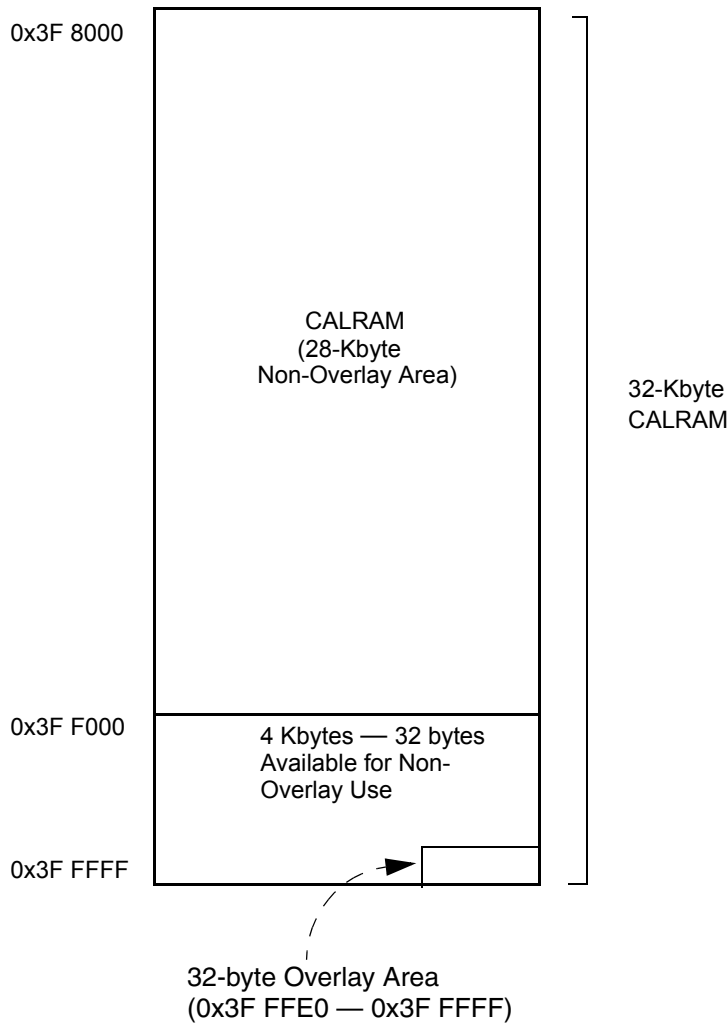 0x3F 8000
CALRAM
(28-Kbyte
Non-Overlay Area)
32-Kbyte
CALRAM
0x3F F000
4 Kbytes — 32 bytes
Available for Non-
Overlay Use
0x3F FFFF
32-byte Overlay Area
(0x3F FFE0 — 0x3F FFFF)